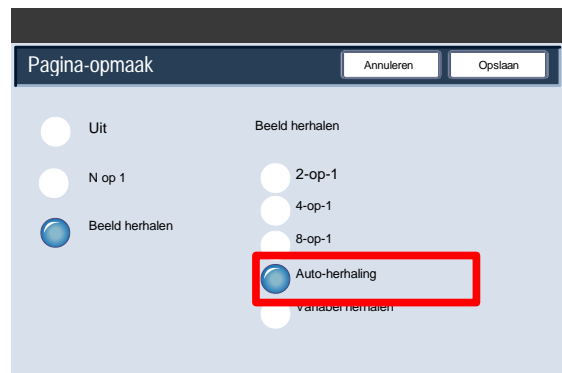 Pagina-opmaak
Annuleren
Opslaan
Uit
N op 1
Beeld herhalen
Beeld herhalen
2-op-1
4-op-1
8-op-1
Auto-herhaling
Variabel herhalen